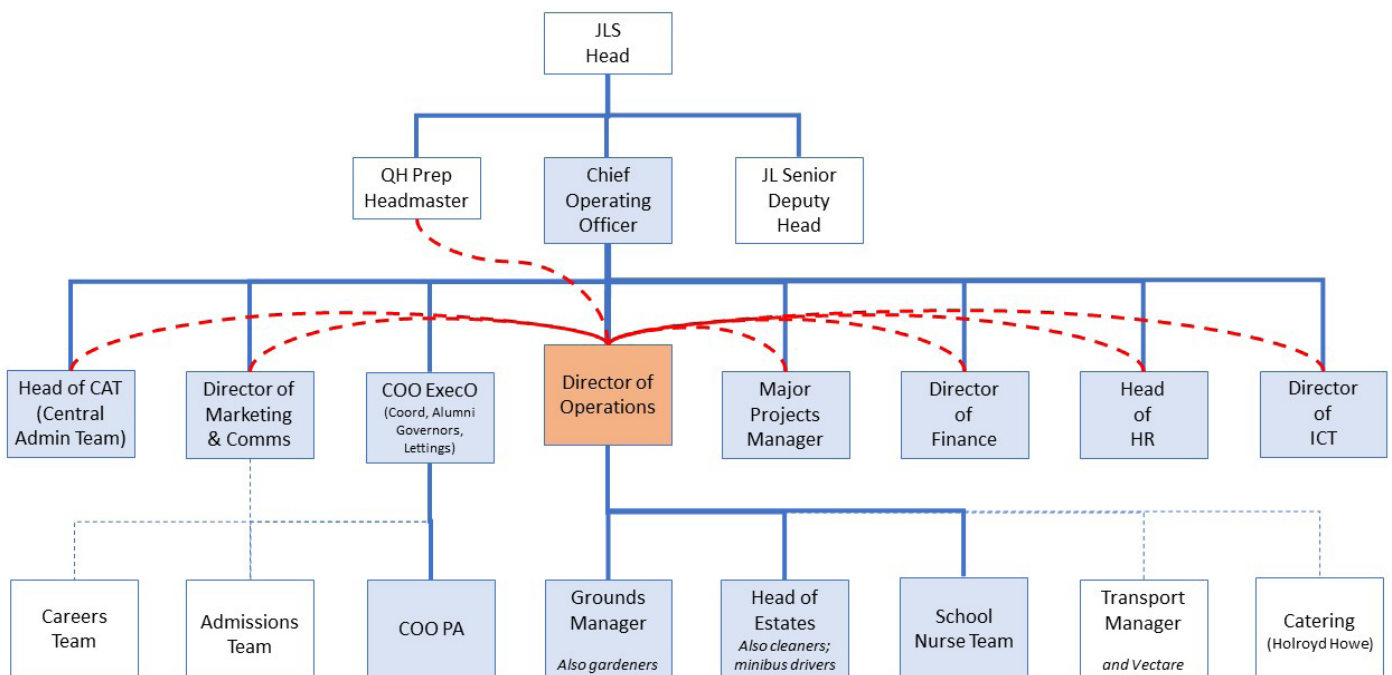 JLS
Head
QH Prep
Headmaster
Chief
Operating
Officer
JL Senior
Deputy
Head
Head of CAT
(Central
Admin Team)
Director of
Marketing
& Comms
COO ExecO
(Coord, Alumni
Governors,
Lettings)
Director of
Operations
Major
Projects
Manager
Director
of
Finance
Head
of
HR
Director
of
ICT
Careers
Team
Admissions
Team
COO PA
Grounds
Manager
Also gardeners
Head of
Estates
Also cleaners;
minibus drivers
School
Nurse Team
Transport
Manager
and Vectare
Catering
(Holroyd Howe)